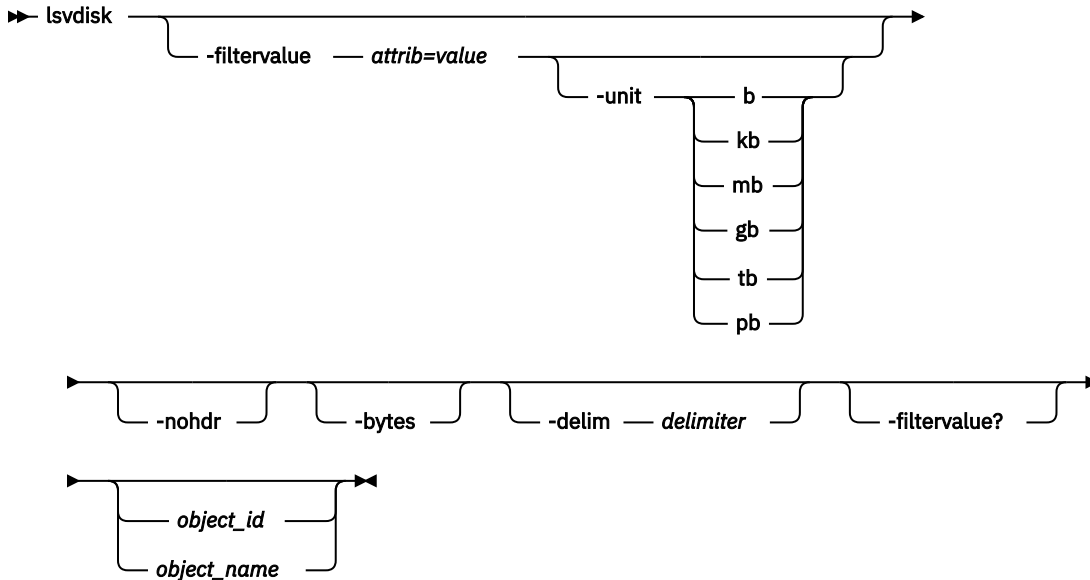 lsvdisk
-filtervalue attrib=value
-unit b
kb
mb
gb
tb
pb
-nohdr -bytes -delim delimiter -filtervalue?
object_id
object_name